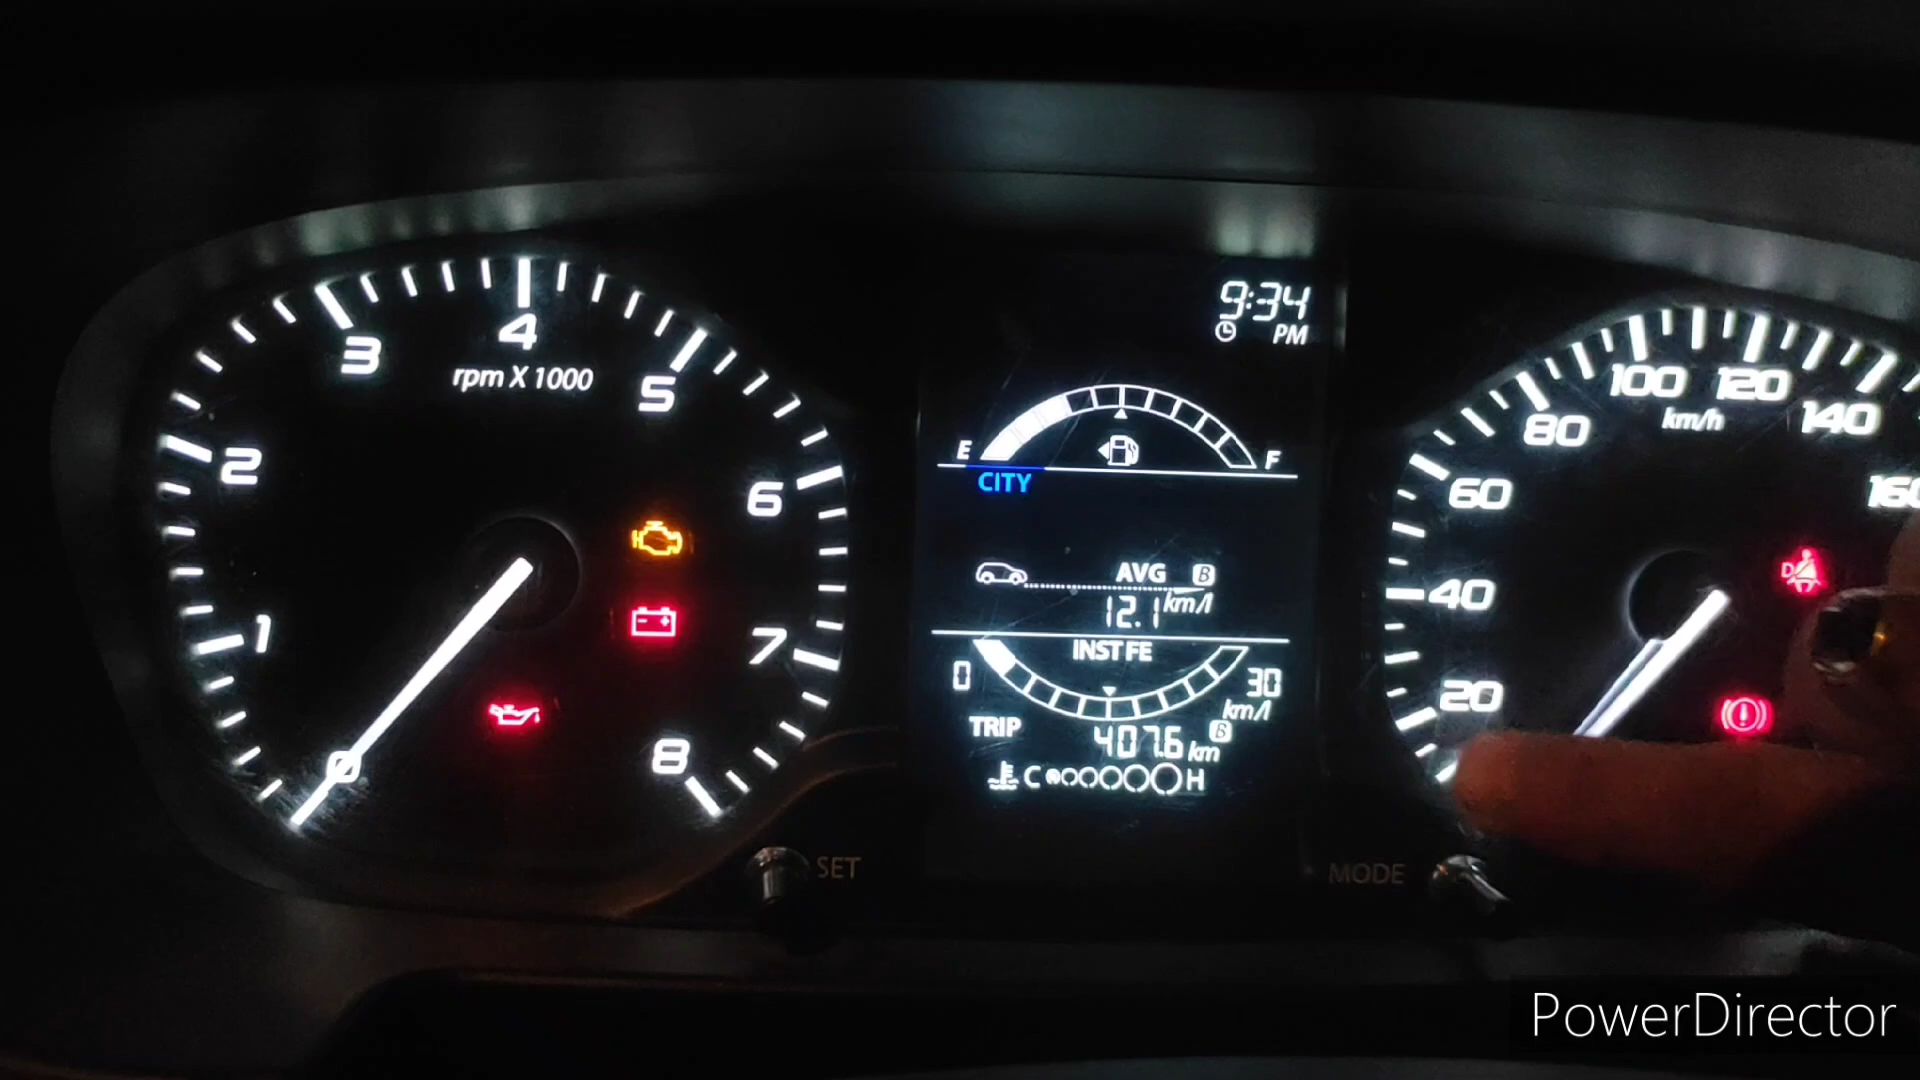 9:34
PM
3
4
rpm X 1000
5
2
6
1
7
0
8
E
F
CITY
AVG B
12.1 km/l
INST FE
0
30
km/l
TRIP
407.6 km B
C
H
SET
MODE
100
120
km/h
80
140
60
160
40
20
D
PowerDirector